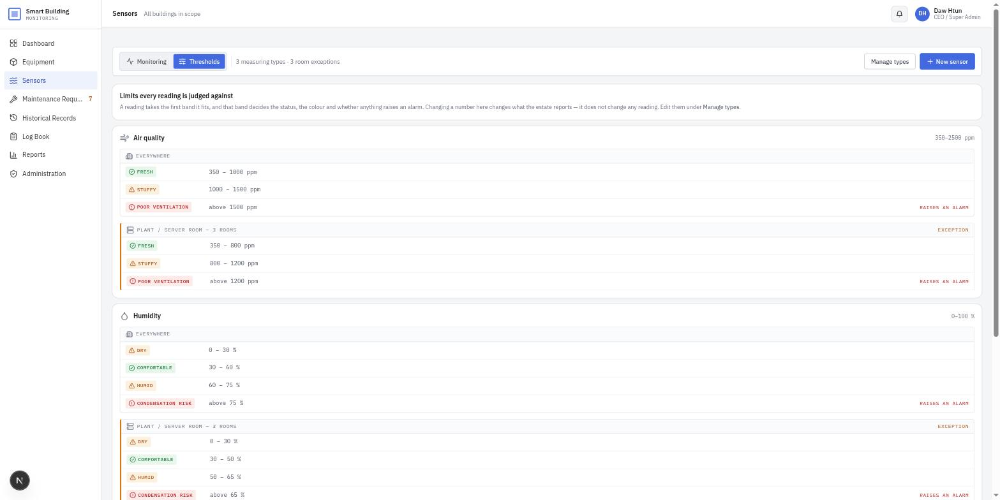 Smart Building
MONITORING
Dashboard
Equipment
Sensors
Maintenance Requ... 7
Historical Records
Log Book
Reports
Administration
N
Sensors All buildings in scope
DH
Daw Htun
CEO / Super Admin
Monitoring Thresholds 3 measuring types · 3 room exceptions Manage types + New sensor
Limits every reading is judged against
A reading takes the first band it fits, and that band decides the status, the colour and whether anything raises an alarm. Changing a number here changes what the estate reports — it does not change any reading. Edit them under Manage types.
Air quality 350–2500 ppm
EVERYWHERE
FRESH 350 – 1000 ppm
STUFFY 1000 – 1500 ppm
POOR VENTILATION above 1500 ppm RAISES AN ALARM
PLANT / SERVER ROOM — 3 ROOMS EXCEPTION
FRESH 350 – 800 ppm
STUFFY 800 – 1200 ppm
POOR VENTILATION above 1200 ppm RAISES AN ALARM
Humidity 0–100 %
EVERYWHERE
DRY 0 – 30 %
COMFORTABLE 30 – 60 %
HUMID 60 – 75 %
CONDENSATION RISK above 75 % RAISES AN ALARM
PLANT / SERVER ROOM — 3 ROOMS EXCEPTION
DRY 0 – 30 %
COMFORTABLE 30 – 50 %
HUMID 50 – 65 %
CONDENSATION RISK above 65 % RAISES AN ALARM